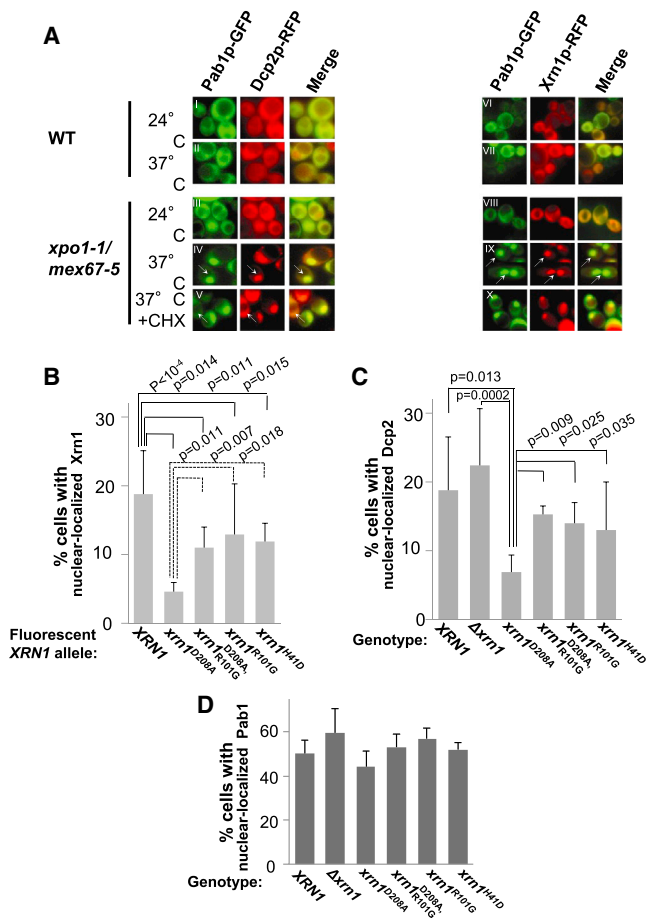 A
Pab1p-GFP
Dcp2p-RFP
Merge
Pab1p-GFP
Xrn1p-RFP
Merge
WT
24°
C
37°
C
I
II
VI
VII
xpo1-1/
mex67-5
24°
C
37°
C
37° C
+CHX
III
IV
V
VIII
IX
X
B
P<10-4
p=0.014
p=0.011
p=0.015
p=0.011
p=0.007
p=0.018
% cells with
nuclear-localized Xrn1
30
20
10
0
Fluorescent
XRN1 allele:
XRN1
xrn1D208A
xrn1D208A,
R101G
xrn1R101G
xrn1H41D
C
p=0.013
p=0.0002
p=0.009
p=0.025
p=0.035
% cells with
nuclear-localized Dcp2
30
20
10
0
Genotype:
XRN1
Δxrn1
xrn1D208A
xrn1D208A,
R101G
xrn1R101G
xrn1H41D
D
% cells with
nuclear-localized Pab1
60
40
20
0
Genotype:
XRN1
Δxrn1
xrn1D208A
xrn1D208A,
R101G
xrn1R101G
xrn1H41D